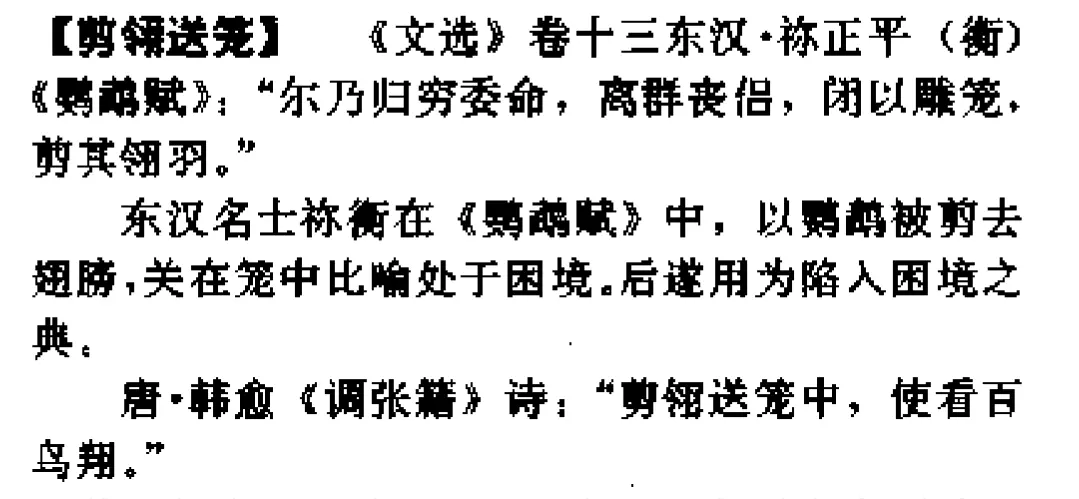 【剪翎送笼】 《文选》卷十三东汉·祢正平（衡）
《鹦鹉赋》：“尔乃归穷委命，离群丧侣，闭以雕笼，
剪其翎羽。”
东汉名士祢衡在《鹦鹉赋》中，以鹦鹉被剪去
翅膀，关在笼中比喻处于困境。后遂用为陷入困境之
典。
唐·韩愈《调张籍》诗：“剪翎送笼中，使看百
鸟翔。”